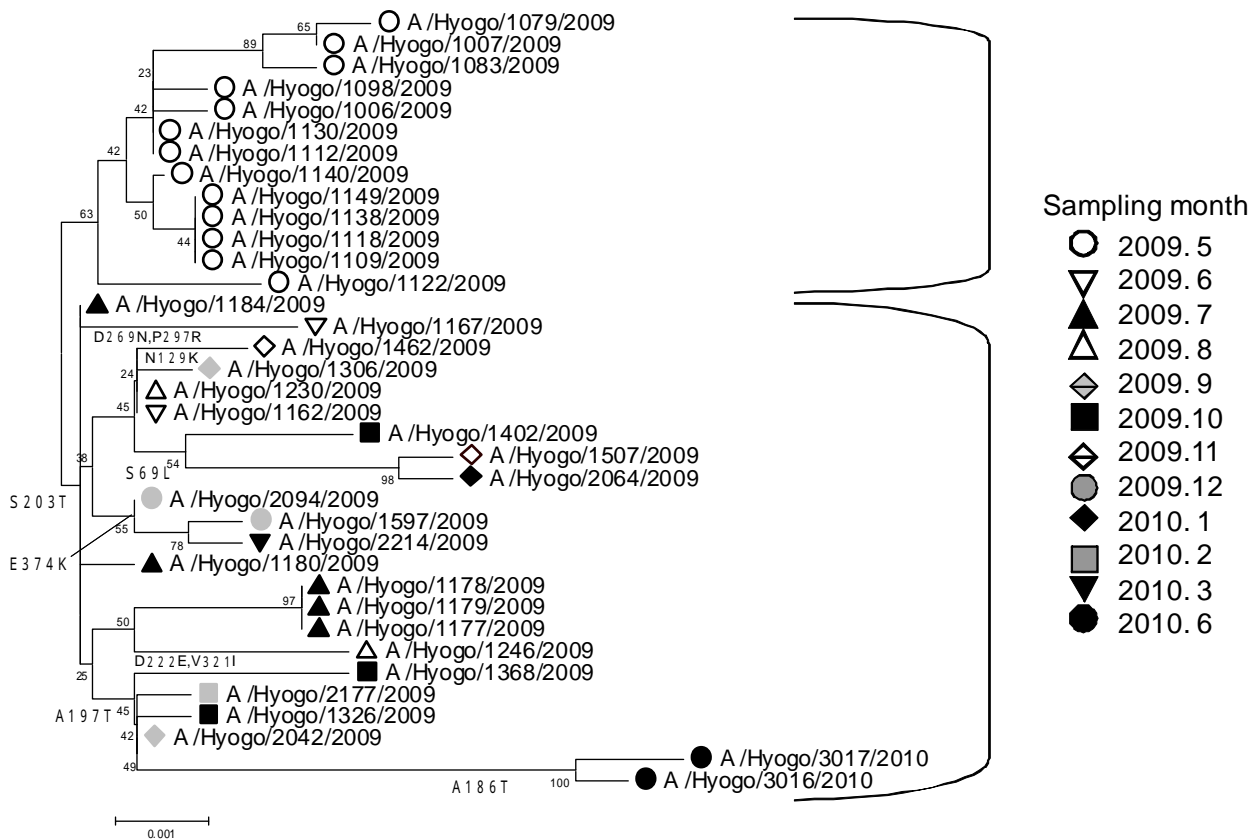 65
A/Hyogo/1079/2009
89
A/Hyogo/1007/2009
A/Hyogo/1083/2009
23
A/Hyogo/1098/2009
42
A/Hyogo/1006/2009
A/Hyogo/1130/2009
42
A/Hyogo/1112/2009
A/Hyogo/1140/2009
50
A/Hyogo/1149/2009
63
A/Hyogo/1138/2009
44
A/Hyogo/1118/2009
A/Hyogo/1109/2009
A/Hyogo/1122/2009
A/Hyogo/1184/2009
A/Hyogo/1167/2009
D269N,P297R
A/Hyogo/1462/2009
N129K
24
A/Hyogo/1306/2009
A/Hyogo/1230/2009
45
A/Hyogo/1162/2009
A/Hyogo/1402/2009
38
54
A/Hyogo/1507/2009
S69L
98
A/Hyogo/2064/2009
S203T
A/Hyogo/2094/2009
55
A/Hyogo/1597/2009
78
A/Hyogo/2214/2009
E374K
A/Hyogo/1180/2009
A/Hyogo/1178/2009
97
A/Hyogo/1179/2009
50
A/Hyogo/1177/2009
A/Hyogo/1246/2009
D222E,V321I
25
A/Hyogo/1368/2009
A/Hyogo/2177/2009
A197T
45
A/Hyogo/1326/2009
42
A/Hyogo/2042/2009
49
A/Hyogo/3017/2010
A186T
100
A/Hyogo/3016/2010
0.001
Sampling month
2009.5
2009.6
2009.7
2009.8
2009.9
2009.10
2009.11
2009.12
2010.1
2010.2
2010.3
2010.6